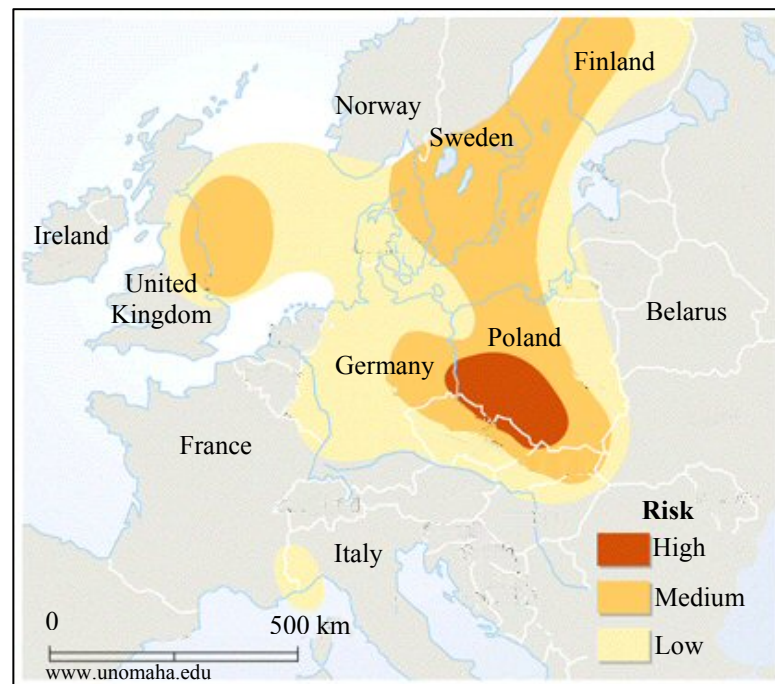 Finland
Norway
Sweden
Ireland
United
Kingdom
Belarus
Poland
Germany
France
Italy
Risk
High
Medium
Low
0
500 km
www.unomaha.edu